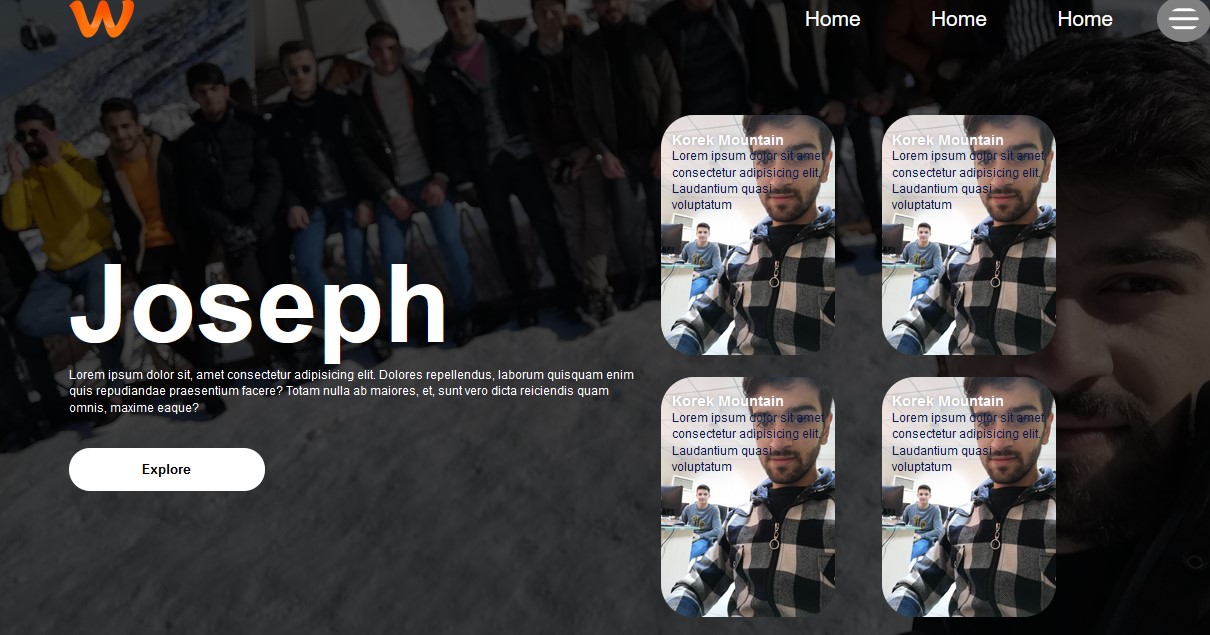 W
Home Home Home
Korek Mountain
Lorem ipsum dolor sit amet
consectetur adipisicing elit.
Laudantium quasi
voluptatum
Korek Mountain
Lorem ipsum dolor sit amet
consectetur adipisicing elit.
Laudantium quasi
voluptatum
Joseph
Lorem ipsum dolor sit, amet consectetur adipisicing elit. Dolores repellendus, laborum quisquam enim
quis repudiandae praesentium facere? Totam nulla ab maiores, et, sunt vero dicta reiciendis quam
omnis, maxime eaque?
Explore
Korek Mountain
Lorem ipsum dolor sit amet
consectetur adipisicing elit.
Laudantium quasi
voluptatum
Korek Mountain
Lorem ipsum dolor sit amet
consectetur adipisicing elit.
Laudantium quasi
voluptatum